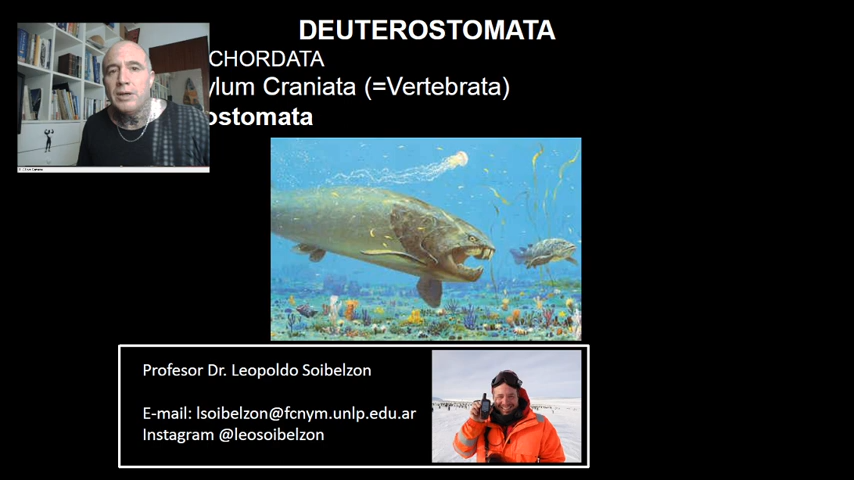 DEUTEROSTOMATA
CHORDATA
ylum Craniata (=Vertebrata)
ostomata
Profesor Dr. Leopoldo Soibelzon
E-mail: lsoibelzon@fcnym.unlp.edu.ar
Instagram @leosoibelzon